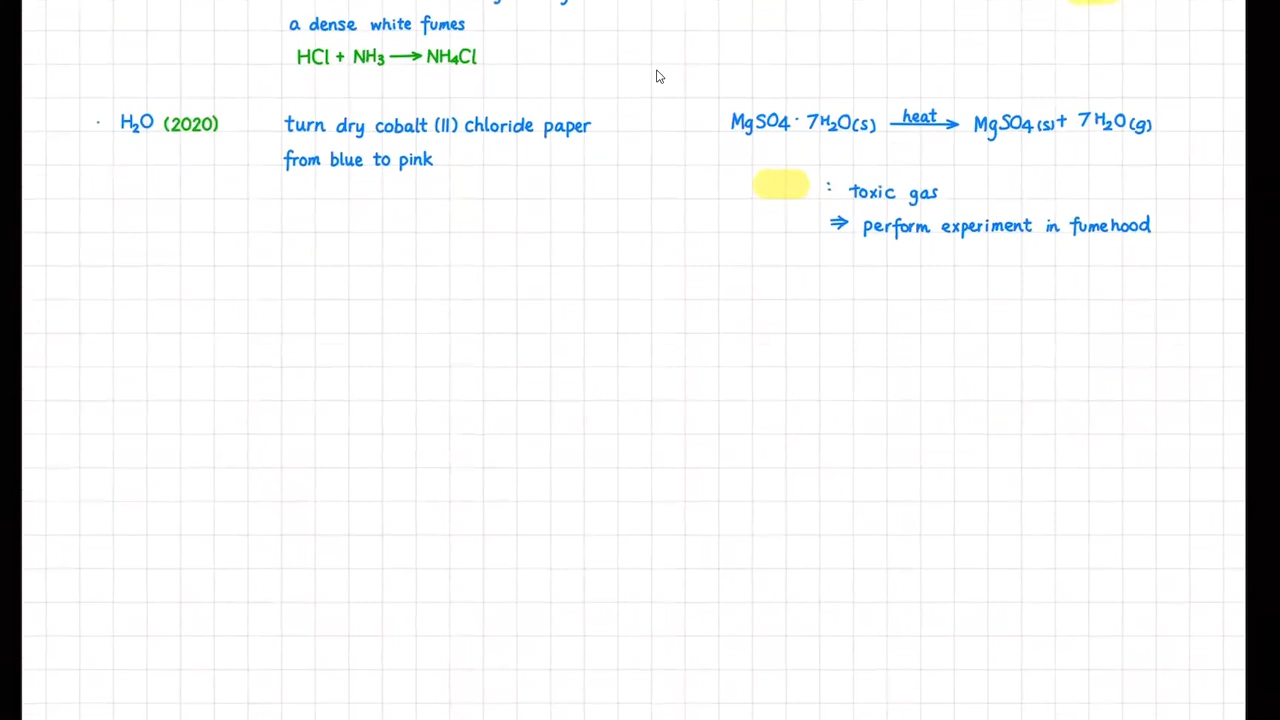 a dense white fumes
HCl + NH₃ ⟶ NH₄Cl
· H₂O (2020) turn dry cobalt (II) chloride paper MgSO₄ · 7H₂O(s) heat⟶ MgSO₄(s) + 7H₂O(g)
from blue to pink
: toxic gas
⇒ perform experiment in fumehood